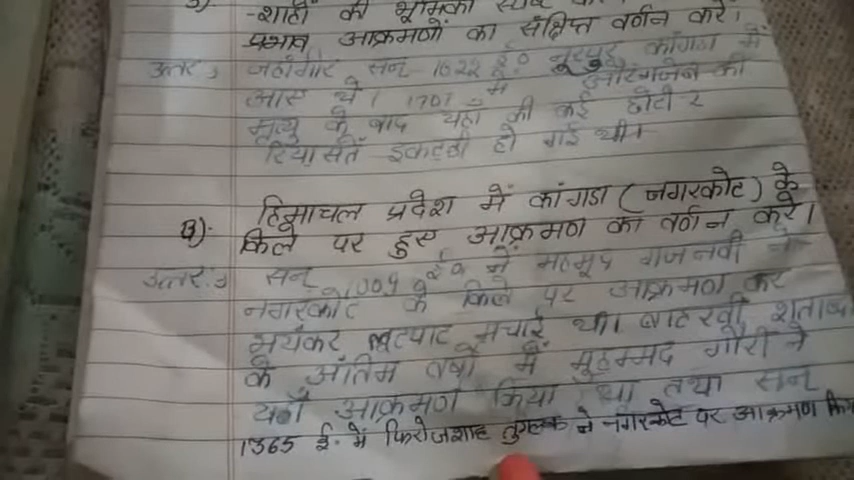 -शाहों की भूमिका स्पष्ट
प्रभाव आक्रमणों का संक्षिप्त वर्णन करें।
उत्तर जहांगीर सन् 1622 ई० नूरपुर कांगडा में
आए थे। 1707 में औरंगजेब की
मृत्यु के बाद यहाँ की कई छोटी २
रियासतें इकट्ठी हो गई थी।
हिमाचल प्रदेश में कांगडा (नगरकोट) के
B) किले पर हुए आक्रमण का वर्णन करें।
उत्तर सन् 1009 ई० में महमूद गजनवी ने
नगरकोट के किले पर आक्रमण कर
भयंकर लूटपाट मचाई थी। बारहवी शताब्दी
के अंतिम वर्षों में मुहम्मद गौरी ने
यहाँ आक्रमण किया था तथा सन्
1365 ई. में फिरोजशाह तुगलक ने नगरकोट पर आक्रमण